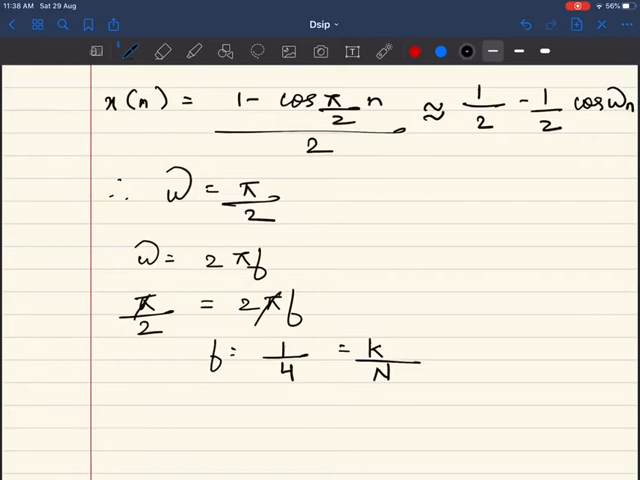 11:38 AM Sat 29 Aug 56%
Dsip
x(n) = 1 - cos π/2 n / 2 ≈ 1/2 - 1/2 cos ωn
∴ ω = π/2
ω = 2πf
π/2 = 2πf
f = 1/4 = k/N